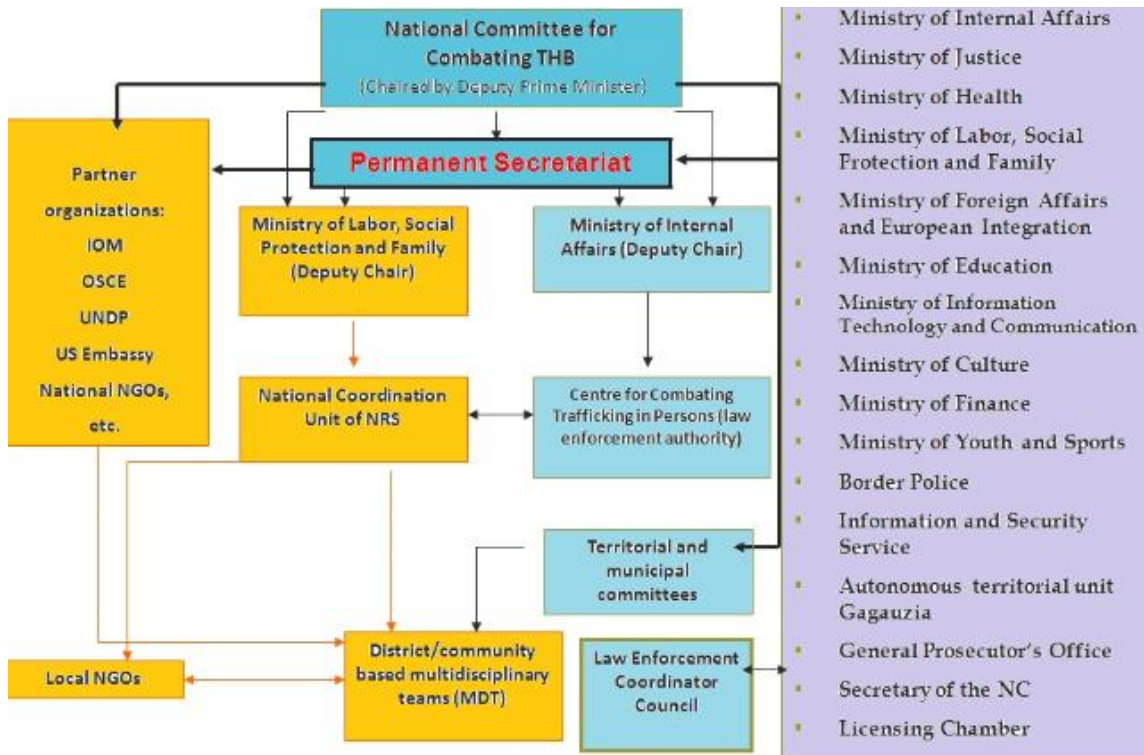 National Committee for
Combating THB
(Chaired by Deputy Prime Minister)
Permanent Secretariat
Partner
organizations:
IOM
OSCE
UNDP
US Embassy
National NGOs,
etc.
Ministry of Labor, Social
Protection and Family
(Deputy Chair)
Ministry of Internal
Affairs (Deputy Chair)
National Coordination
Unit of NRS
Centre for Combating
Trafficking in Persons (law
enforcement authority)
Territorial and
municipal
committees
Local NGOs
District/community
based multidisciplinary
teams (MDT)
Law Enforcement
Coordinator
Council
Ministry of Internal Affairs
Ministry of Justice
Ministry of Health
Ministry of Labor, Social
Protection and Family
Ministry of Foreign Affairs
and European Integration
Ministry of Education
Ministry of Information
Technology and Communication
Ministry of Culture
Ministry of Finance
Ministry of Youth and Sports
Border Police
Information and Security
Service
Autonomous territorial unit
Gagauzia
General Prosecutor's Office
Secretary of the NC
Licensing Chamber